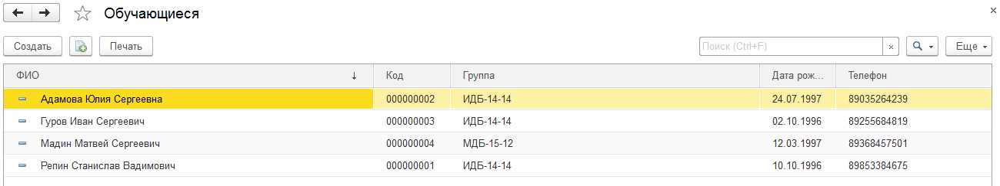 Обучающиеся
Создать Печать Поиск (Ctrl+F) Еще
ФИО Код Группа Дата рож... Телефон
Адамова Юлия Сергеевна 000000002 ИДБ-14-14 24.07.1997 89035264239
Гуров Иван Сергеевич 000000003 ИДБ-14-14 02.10.1996 89255684819
Мадин Матвей Сергеевич 000000004 МДБ-15-12 12.03.1997 89368457501
Репин Станислав Вадимович 000000001 ИДБ-14-14 10.10.1996 89853384675